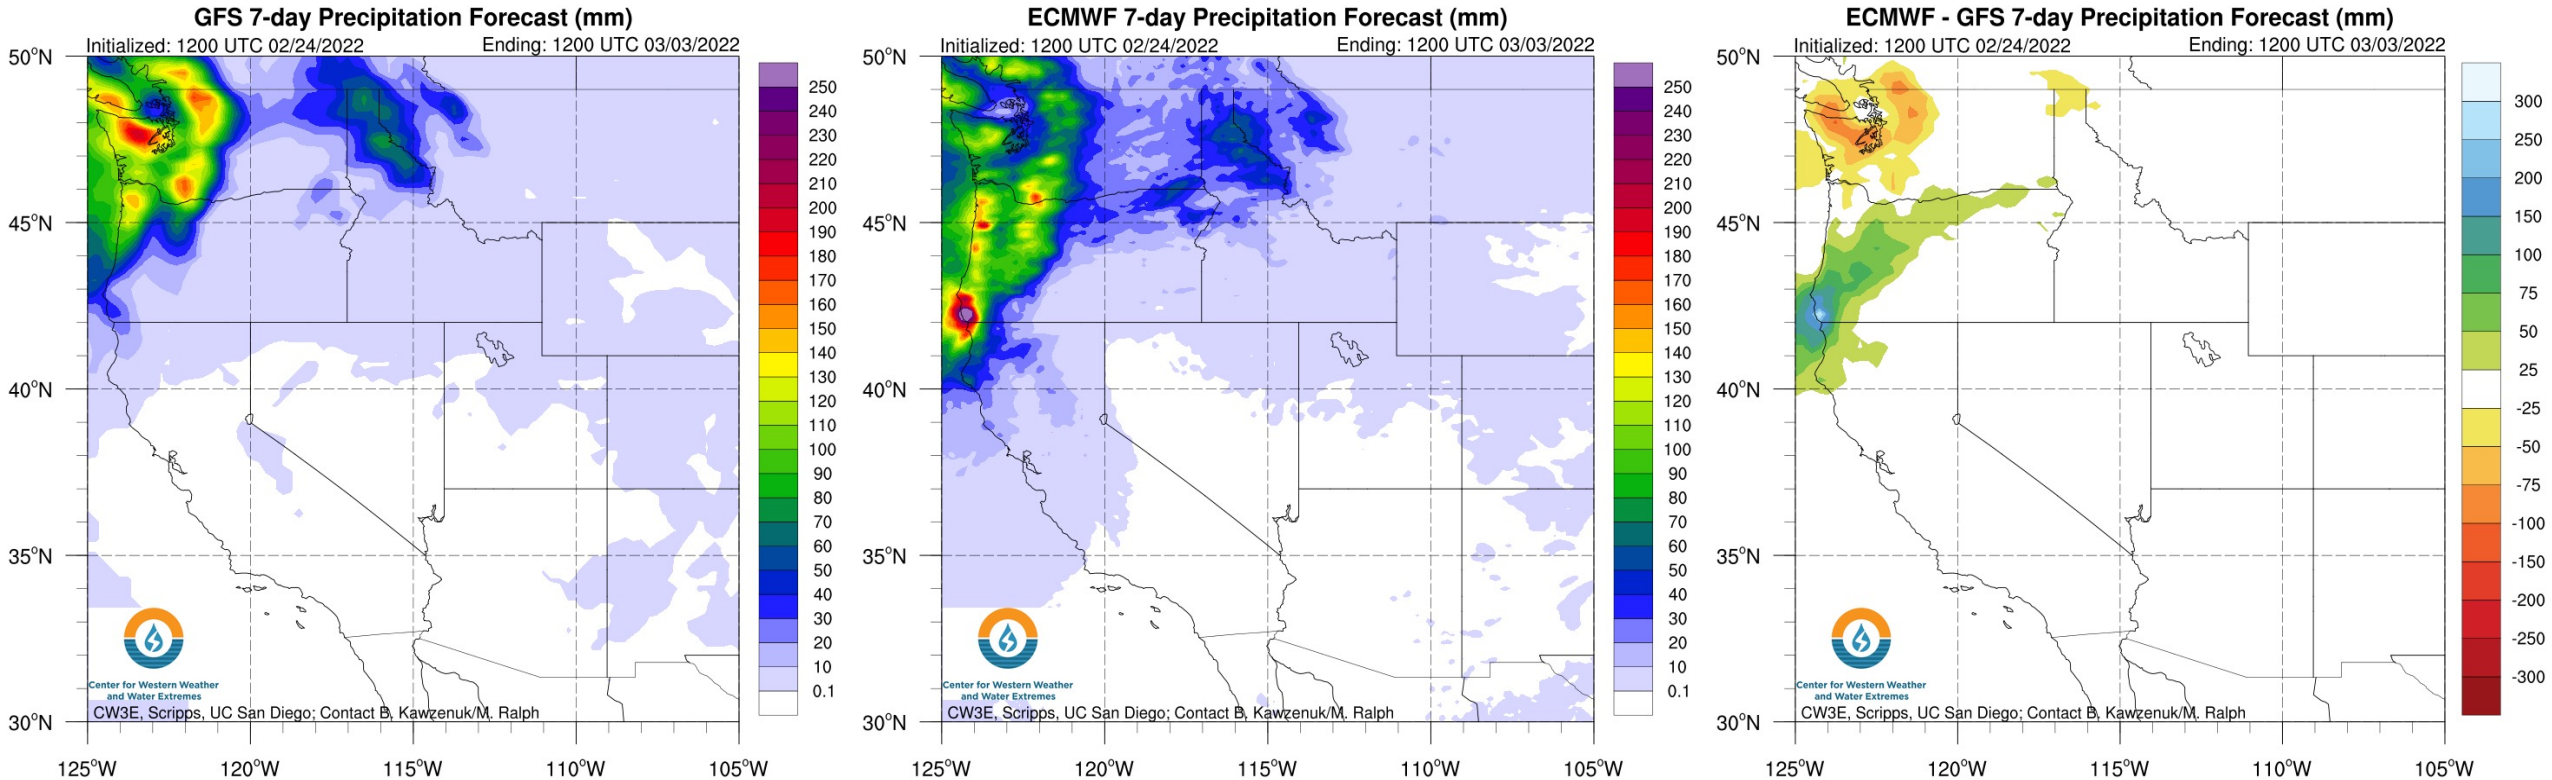 GFS 7-day Precipitation Forecast (mm)
Initialized: 1200 UTC 02/24/2022 Ending: 1200 UTC 03/03/2022
50°N
45°N
40°N
35°N
30°N
125°W 120°W 115°W 110°W 105°W
250
240
230
220
210
200
190
180
170
160
150
140
130
120
110
100
90
80
70
60
50
40
30
20
10
0.1
Center for Western Weather
and Water Extremes
CW3E, Scripps, UC San Diego; Contact B. Kawzenuk/M. Ralph
ECMWF 7-day Precipitation Forecast (mm)
Initialized: 1200 UTC 02/24/2022 Ending: 1200 UTC 03/03/2022
50°N
45°N
40°N
35°N
30°N
125°W 120°W 115°W 110°W 105°W
250
240
230
220
210
200
190
180
170
160
150
140
130
120
110
100
90
80
70
60
50
40
30
20
10
0.1
Center for Western Weather
and Water Extremes
CW3E, Scripps, UC San Diego; Contact B. Kawzenuk/M. Ralph
ECMWF - GFS 7-day Precipitation Forecast (mm)
Initialized: 1200 UTC 02/24/2022 Ending: 1200 UTC 03/03/2022
50°N
45°N
40°N
35°N
30°N
125°W 120°W 115°W 110°W 105°W
300
250
200
150
100
75
50
25
-25
-50
-75
-100
-150
-200
-250
-300
Center for Western Weather
and Water Extremes
CW3E, Scripps, UC San Diego; Contact B. Kawzenuk/M. Ralph